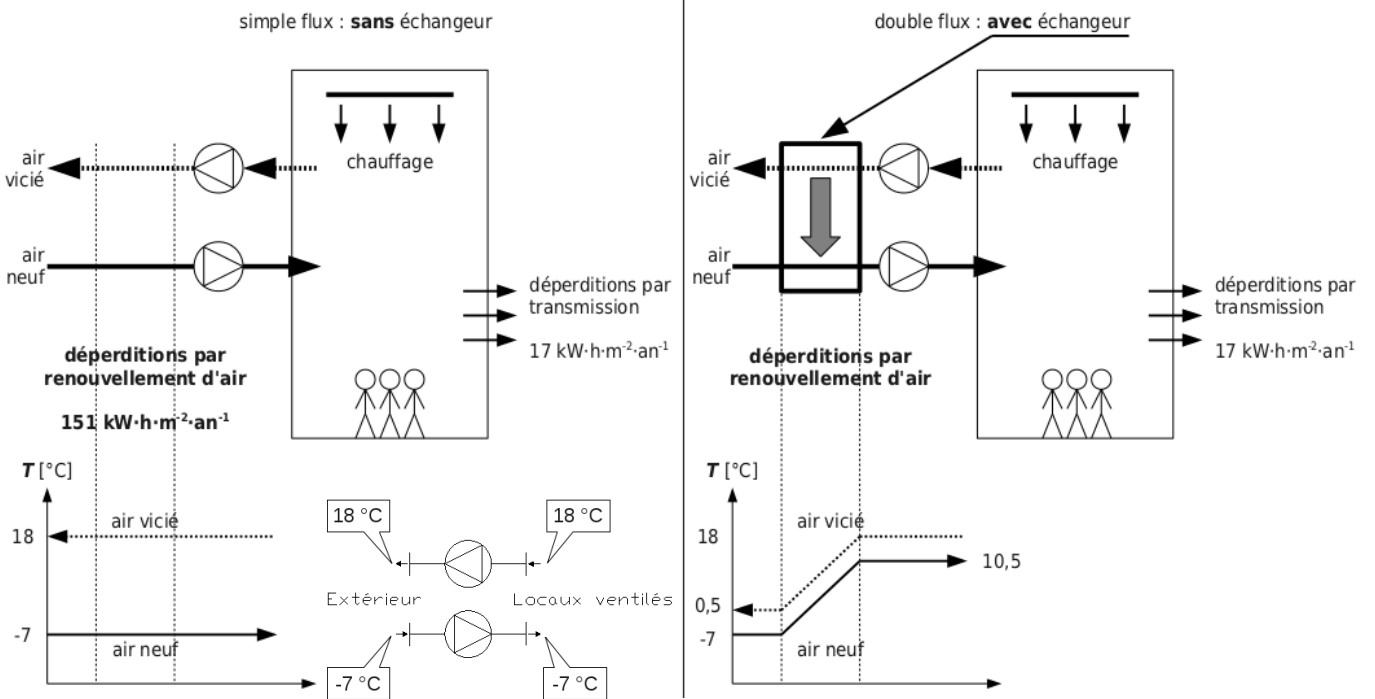 simple flux : sans échangeur
air
vicié
chauffage
air
neuf
déperditions par
transmission
17 kW·h·m-2·an-1
déperditions par
renouvellement d'air
151 kW·h·m-2·an-1
T [°C]
air vicié
18
-7
air neuf
18 °C
18 °C
Extérieur
Locaux ventilés
-7 °C
-7 °C
double flux : avec échangeur
air
vicié
chauffage
air
neuf
déperditions par
transmission
17 kW·h·m-2·an-1
déperditions par
renouvellement d'air
T [°C]
air vicié
18
10,5
0,5
-7
air neuf